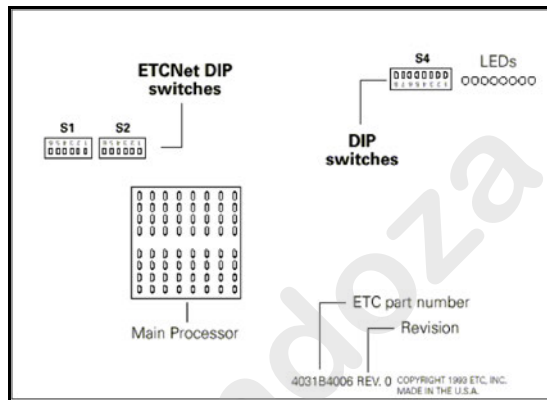 ETCNet DIP
switches
S4
LEDs
S1
S2
DIP
switches
Main Processor
ETC part number
Revision
4031B4006 REV. 0
COPYRIGHT 1993 ETC, INC.
MADE IN THE U.S.A.